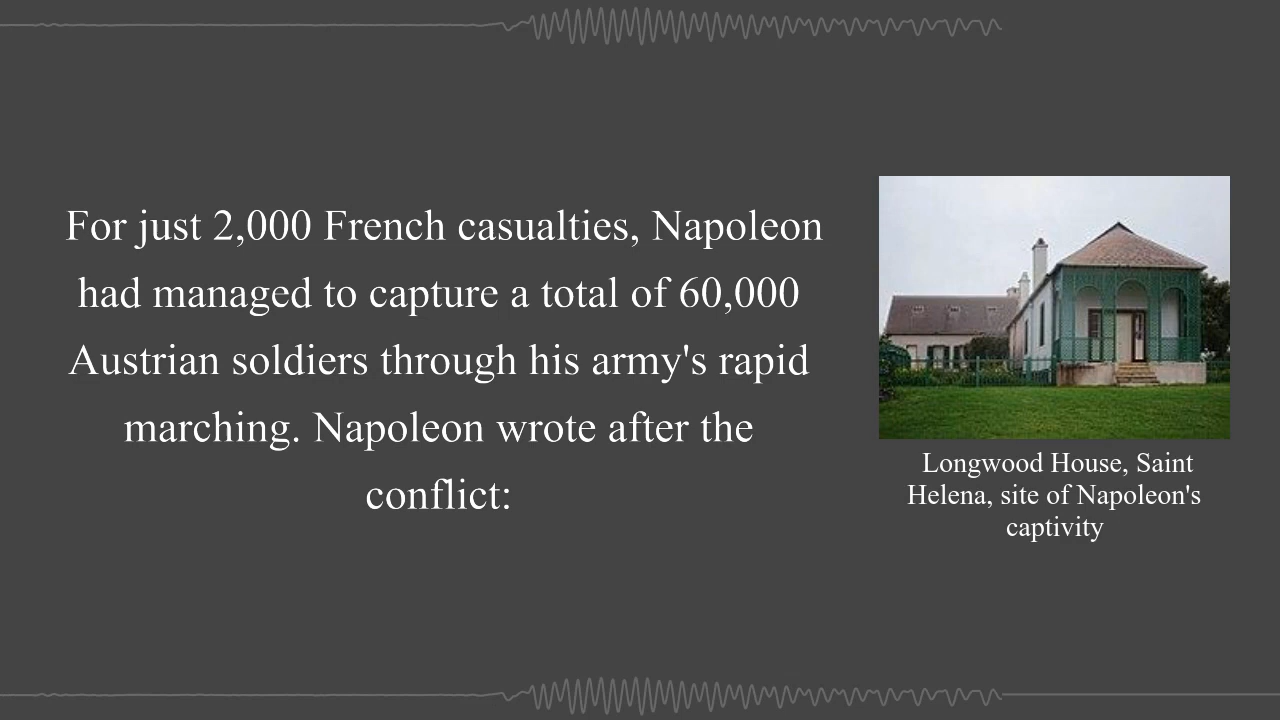 For just 2,000 French casualties, Napoleon
had managed to capture a total of 60,000
Austrian soldiers through his army's rapid
marching. Napoleon wrote after the
conflict:
Longwood House, Saint
Helena, site of Napoleon's
captivity